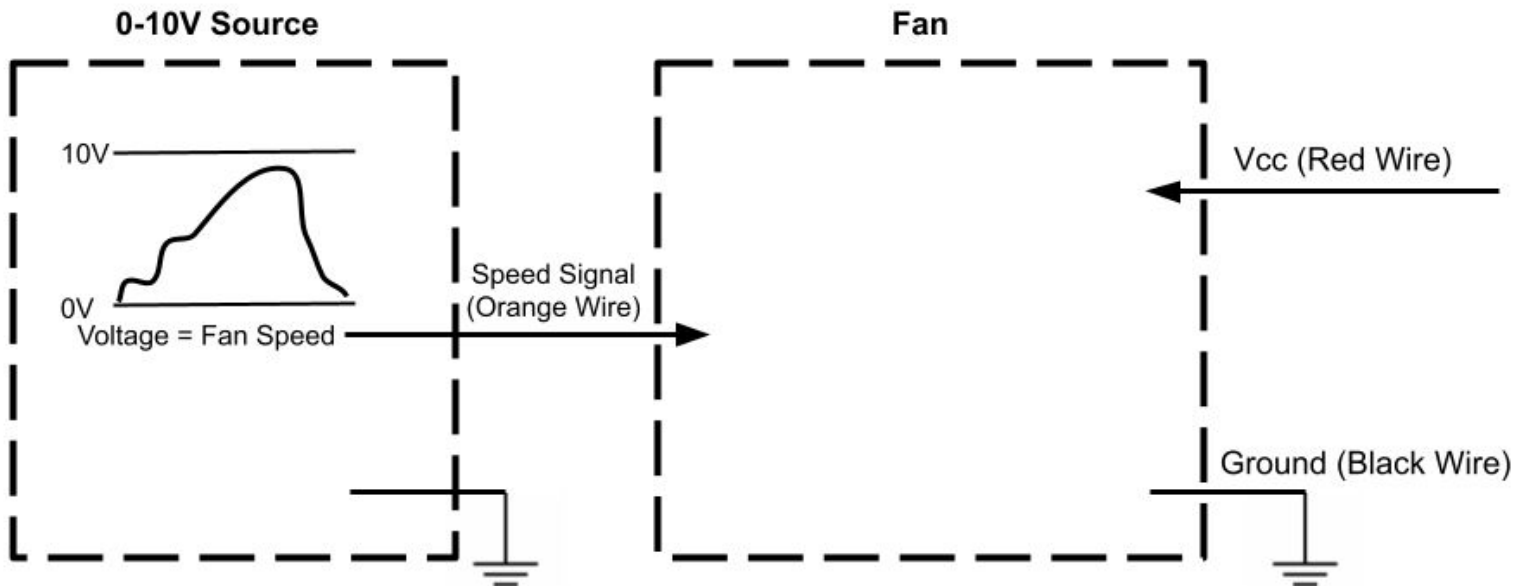 0-10V Source
Fan
10V
Vcc (Red Wire)
Speed Signal
(Orange Wire)
0V
Voltage = Fan Speed
Ground (Black Wire)